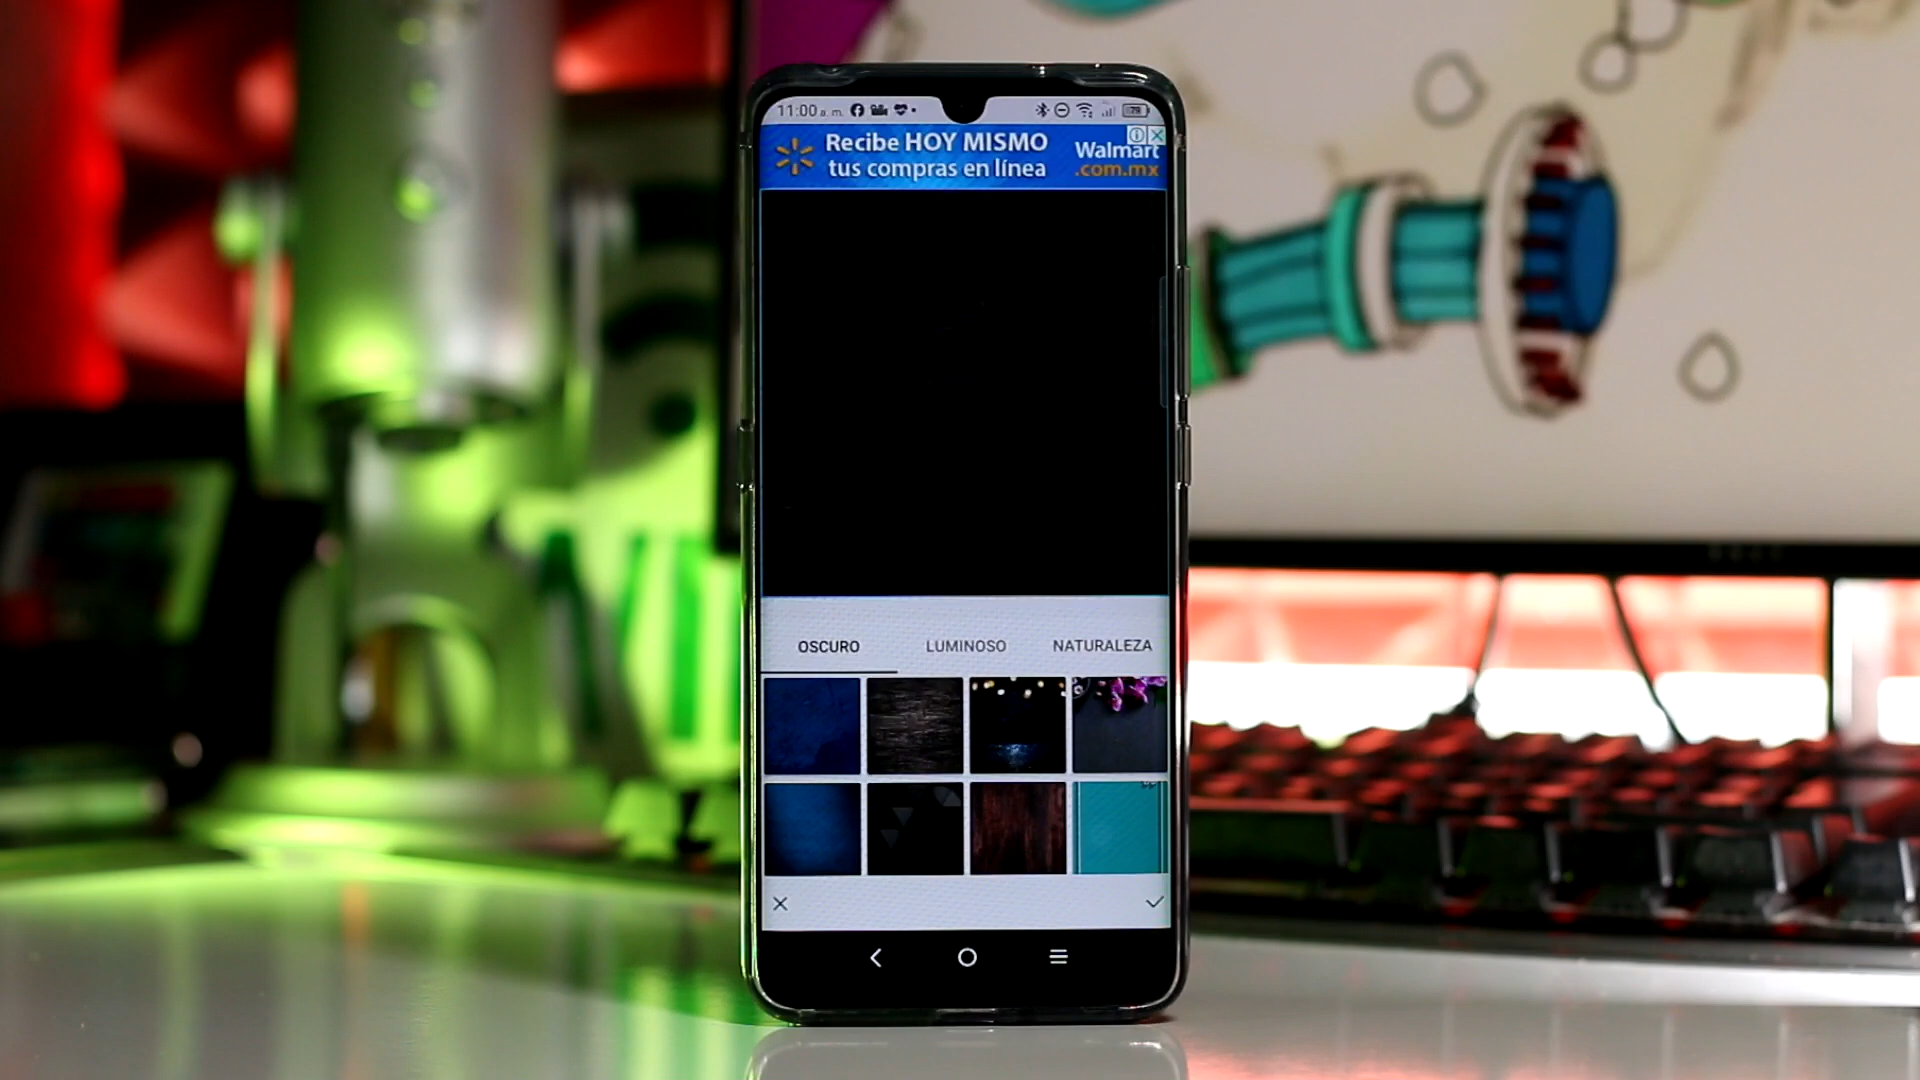 11:00 a. m.
Recibe HOY MISMO
tus compras en línea
Walmart
.com.mx
OSCURO
LUMINOSO
NATURALEZA